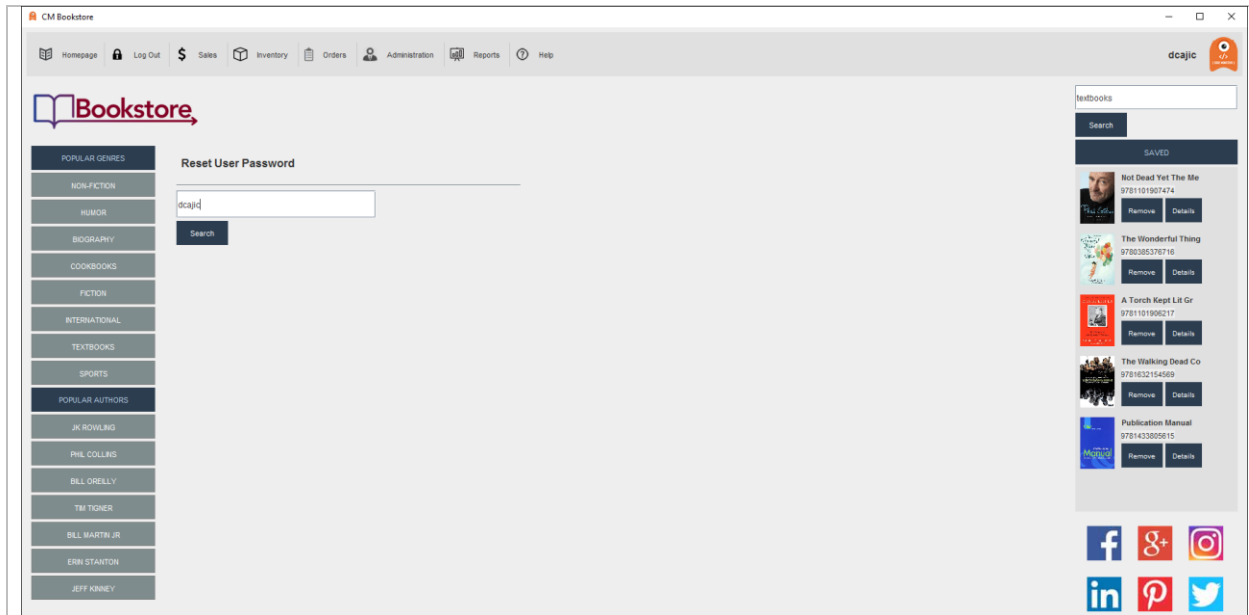 CM Bookstore
Homepage Log Out $ Sales Inventory Orders Administration Reports ? Help
dcajic
Bookstore
textbooks
Search
POPULAR GENRES
NON-FICTION
HUMOR
BIOGRAPHY
COOKBOOKS
FICTION
INTERNATIONAL
TEXTBOOKS
SPORTS
POPULAR AUTHORS
JK ROWLING
PHIL COLLINS
BILL OREILLY
TIM TIGNER
BILL MARTIN JR
ERIN STANTON
JEFF KINNEY
Reset User Password
dcajic
Search
SAVED
Not Dead Yet The Me
9781101907474
Remove Details
The Wonderful Thing
9780385376716
Remove Details
A Torch Kept Lit Gr
9781101906217
Remove Details
The Walking Dead Co
9781632154569
Remove Details
Publication Manual
9781433805615
Remove Details
Manual
f 8+
in